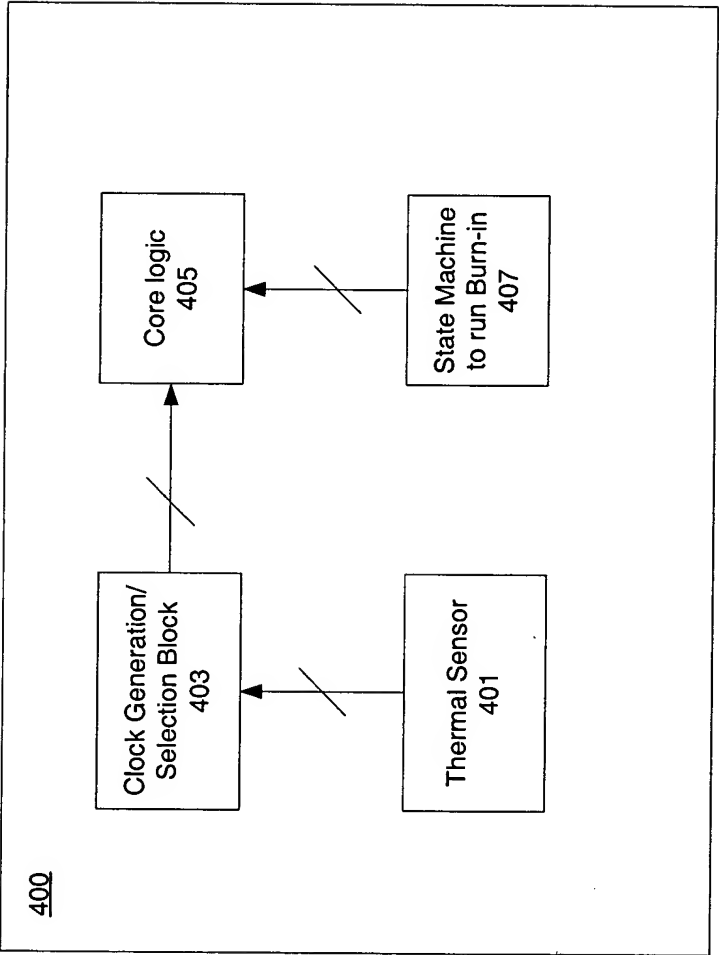 400
Clock Generation/
Selection Block
403
Core logic
405
Thermal Sensor
401
State Machine
to run Burn-in
407